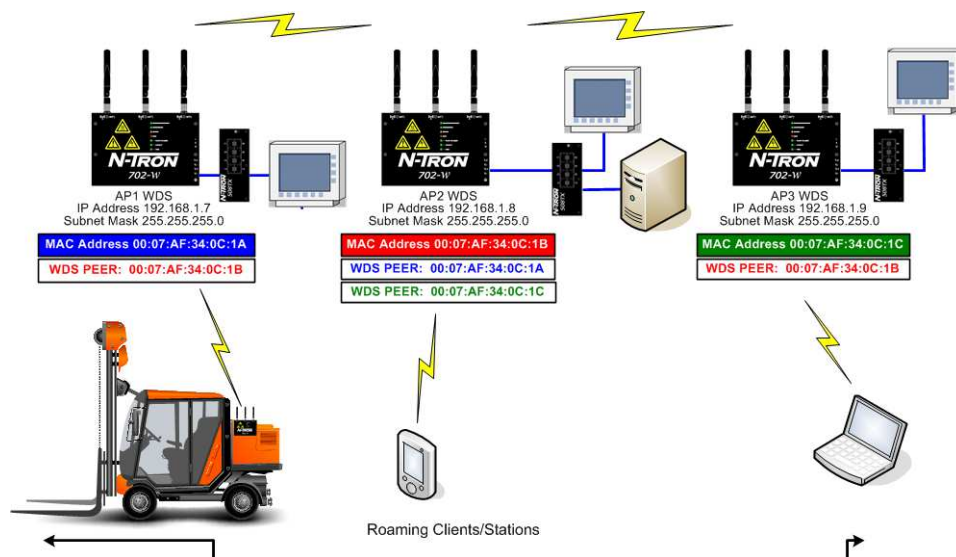 N-TRON
702-W
N-TRON
AP1 WDS
IP Address 192.168.1.7
Subnet Mask 255.255.255.0
MAC Address 00:07:AF:34:0C:1A
WDS PEER: 00:07:AF:34:0C:1B
N-TRON
702-W
N-TRON
AP2 WDS
IP Address 192.168.1.8
Subnet Mask 255.255.255.0
MAC Address 00:07:AF:34:0C:1B
WDS PEER: 00:07:AF:34:0C:1A
WDS PEER: 00:07:AF:34:0C:1C
N-TRON
702-W
N-TRON
AP3 WDS
IP Address 192.168.1.9
Subnet Mask 255.255.255.0
MAC Address 00:07:AF:34:0C:1C
WDS PEER: 00:07:AF:34:0C:1B
N-TRON
Roaming Clients/Stations